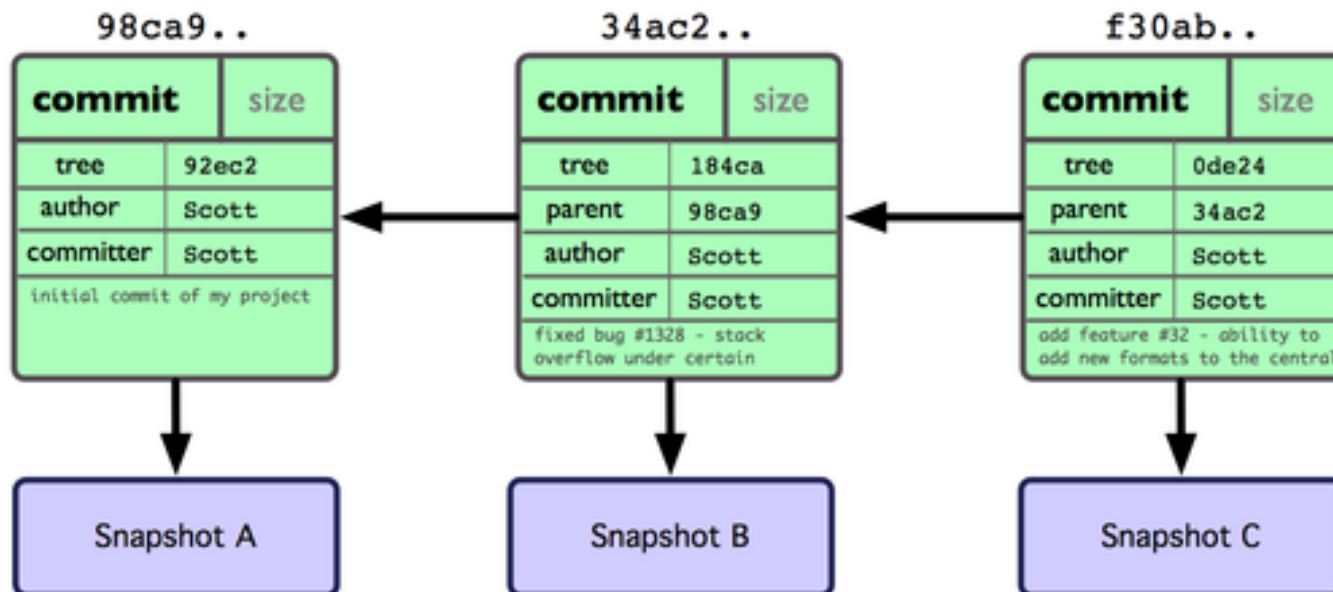 98ca9..
commit size
tree 92ec2
author Scott
committer Scott
initial commit of my project
Snapshot A
34ac2..
commit size
tree 184ca
parent 98ca9
author Scott
committer Scott
fixed bug #1328 - stack
overflow under certain
Snapshot B
f30ab..
commit size
tree 0de24
parent 34ac2
author Scott
committer Scott
add feature #32 - ability to
add new formats to the central
Snapshot C